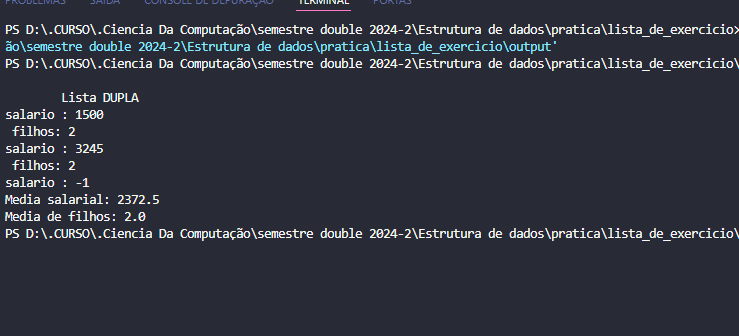 PROBLEMAS SAÍDA CONSOLE DE DEPURAÇÃO TERMINAL PORTAS
PS D:\.CURSO\.Ciencia Da Computação\semestre double 2024-2\Estrutura de dados\pratica\lista_de_exercicio>
ão\semestre double 2024-2\Estrutura de dados\pratica\lista_de_exercicio\output'
PS D:\.CURSO\.Ciencia Da Computação\semestre double 2024-2\Estrutura de dados\pratica\lista_de_exercicio\
Lista DUPLA
salario : 1500
filhos: 2
salario : 3245
filhos: 2
salario : -1
Media salarial: 2372.5
Media de filhos: 2.0
PS D:\.CURSO\.Ciencia Da Computação\semestre double 2024-2\Estrutura de dados\pratica\lista_de_exercicio\